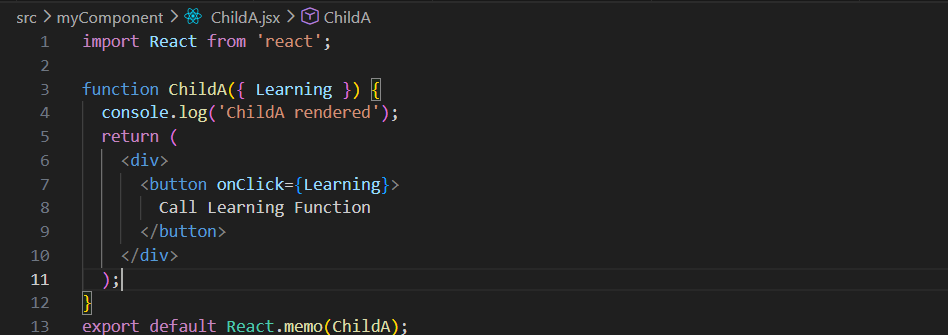 src > myComponent > ChildA.jsx > ChildA
1 import React from 'react';
2
3 function ChildA({ Learning }) {
4 console.log('ChildA rendered');
5 return (
6 <div>
7 <button onClick={Learning}>
8 Call Learning Function
9 </button>
10 </div>
11 );
12 }
13 export default React.memo(ChildA);